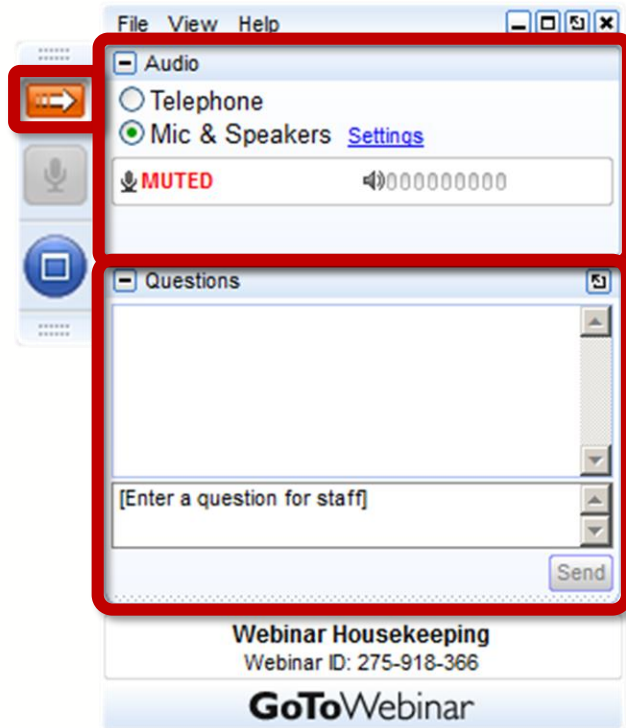 File View Help
Audio
Telephone
Mic & Speakers Settings
MUTED 000000000
Questions
[Enter a question for staff]
Send
Webinar Housekeeping
Webinar ID: 275-918-366
GoToWebinar